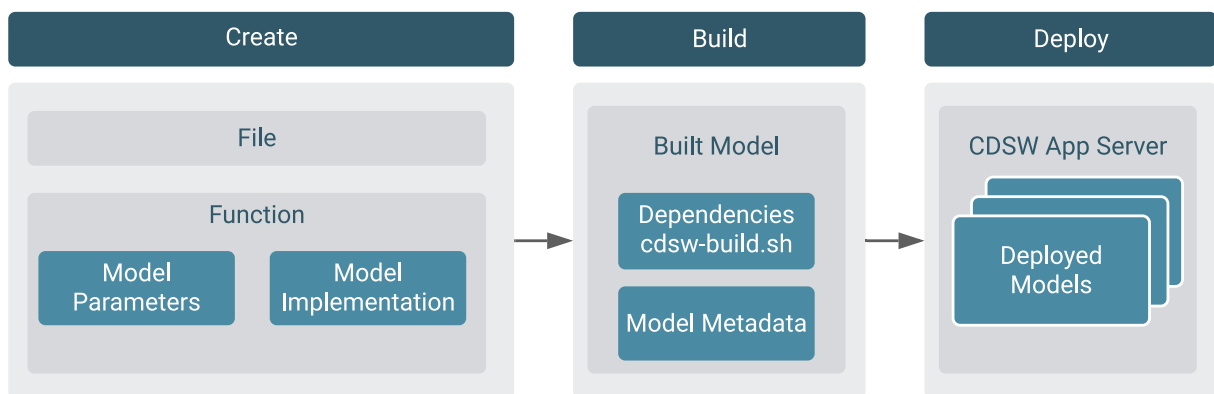 Create
File
Function
Model
Parameters
Model
Implementation
Build
Built Model
Dependencies
cdsw-build.sh
Model Metadata
Deploy
CDSW App Server
Deployed
Models